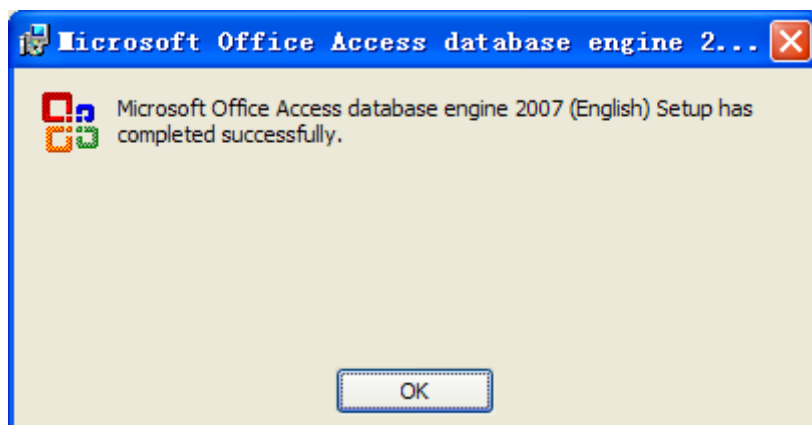 Microsoft Office Access database engine 2...
Microsoft Office Access database engine 2007 (English) Setup has
completed successfully.
OK